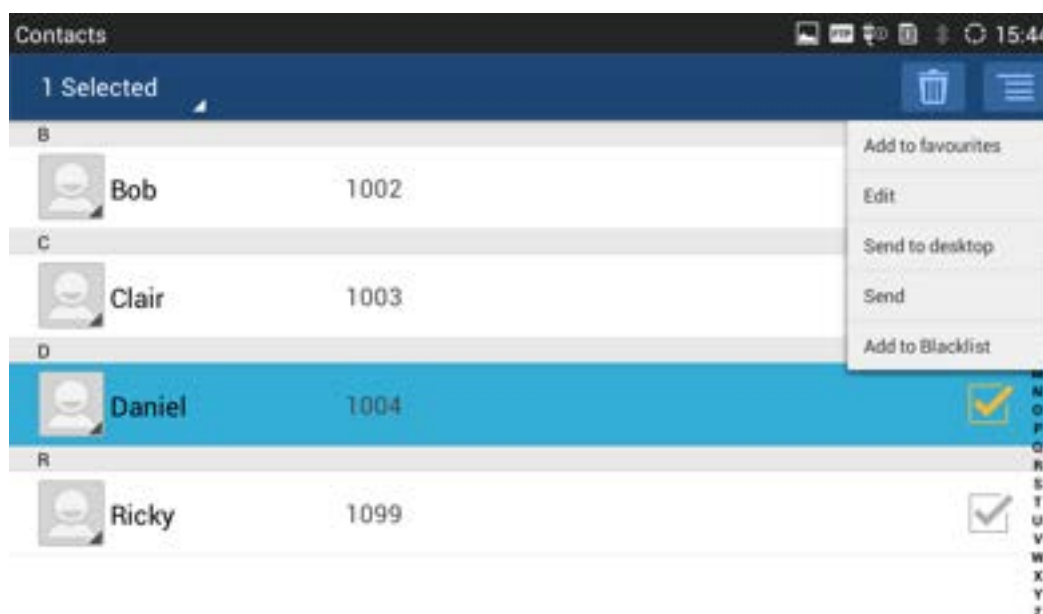 Contacts
15:44
1 Selected
B
Add to favourites
Bob 1002
Edit
C
Send to desktop
Clair 1003
Send
D
Add to Blacklist
Daniel 1004
N
O
P
Q
R
R
S
Ricky 1099
T
U
V
W
X
Y